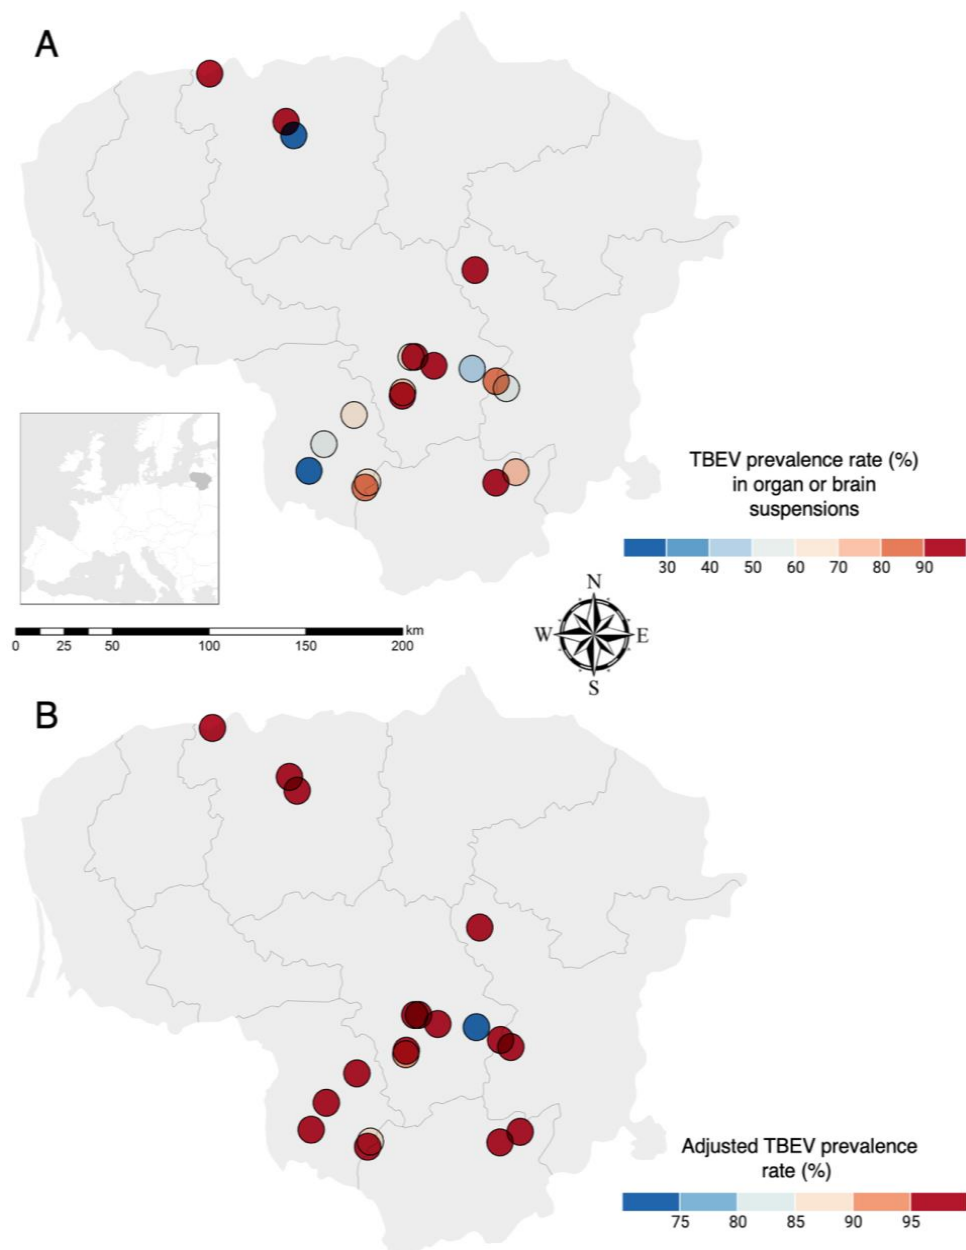 A
TBEV prevalence rate (%)
in organ or brain
suspensions
30 40 50 60 70 80 90
0 25 50 100 150 200 km
N
W E
S
B
Adjusted TBEV prevalence
rate (%)
75 80 85 90 95